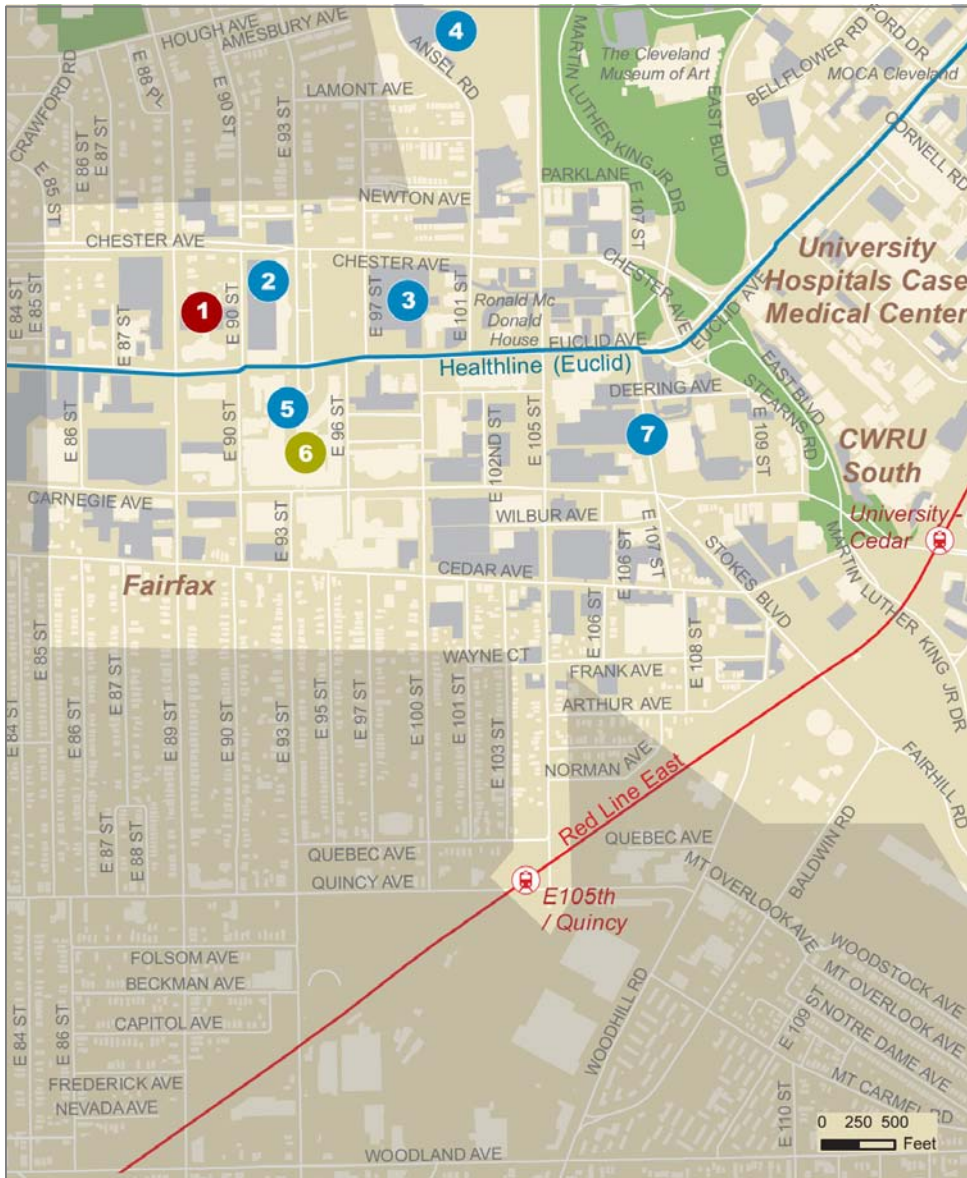 HOUGH AVE
AMESBURY AVE
4
ANSEL RD
MARTIN LUTHER KING JR DR
The Cleveland
Museum of Art
BELLFLOWER RD
FORD DR
MOCA Cleveland
CORNELL RD
EAST BLVD
CRAWFORD RD
E 86 ST
E 87 ST
E 88 PL
E 90 ST
E 93 ST
LAMONT AVE
E 85 ST
NEWTON AVE
PARKLANE
E 107 ST
CHESTER AVE
CHESTER AVE
CHESTER AVE
University
Hospitals Case
Medical Center
E 84 ST
E 85 ST
E 87 ST
1
E 90 ST
2
E 97 ST
3
E 101 ST
Ronald Mc
Donald
House
EUCLID AVE
EUCLID AVE
Healthline (Euclid)
DEERING AVE
EAST BLVD
STEARNS RD
E 86 ST
E 90 ST
5
6
E 96 ST
E 102ND ST
E 105 ST
7
E 109 ST
CWRU
South
CARNEGIE AVE
E 93 ST
WILBUR AVE
E 107 ST
STOKES BLVD
University -
Cedar
Fairfax
CEDAR AVE
E 106 ST
E 106 ST
MARTIN LUTHER KING JR DR
E 85 ST
WAYNE CT
FRANK AVE
E 108 ST
ARTHUR AVE
E 84 ST
E 86 ST
E 87 ST
E 89 ST
E 90 ST
E 93 ST
E 95 ST
E 97 ST
E 100 ST
E 101 ST
E 103 ST
NORMAN AVE
Red Line East
FAIRHILL RD
E 87 ST
E 88 ST
QUEBEC AVE
QUEBEC AVE
BALDWIN RD
QUINCY AVE
E105th
/ Quincy
MT OVERLOOK AVE
WOODSTOCK AVE
MT OVERLOOK AVE
NOTRE DAME AVE
MT CARMEL RD
FOLSOM AVE
BECKMAN AVE
CAPITOL AVE
WOODHILL RD
E 109 ST
E 84 ST
E 86 ST
FREDERICK AVE
NEVADA AVE
E 110 ST
0 250 500
Feet
WOODLAND AVE